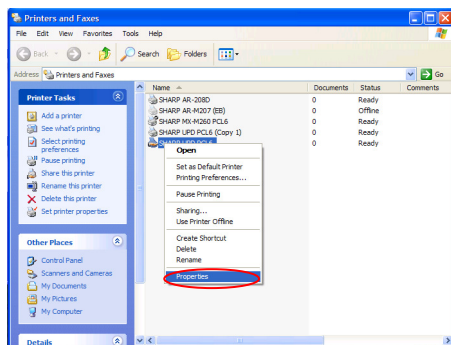 Printers and Faxes
File Edit View Favorites Tools Help
Back Search Folders
Address Printers and Faxes Go
Name Documents Status Comments
Printer Tasks
Add a printer
See what's printing
Select printing preferences
Pause printing
Share this printer
Rename this printer
Delete this printer
Set printer properties
Other Places
Control Panel
Scanners and Cameras
My Documents
My Pictures
My Computer
Details
SHARP AR-208D 0 Ready
SHARP AR-M207 (EB) 0 Offline
SHARP MX-M260 PCL6 0 Ready
SHARP UPD PCL6 (Copy 1) 0 Ready
SHARP UPD PCL6 0 Ready
Open
Set as Default Printer
Printing Preferences...
Pause Printing
Sharing...
Use Printer Offline
Create Shortcut
Delete
Rename
Properties